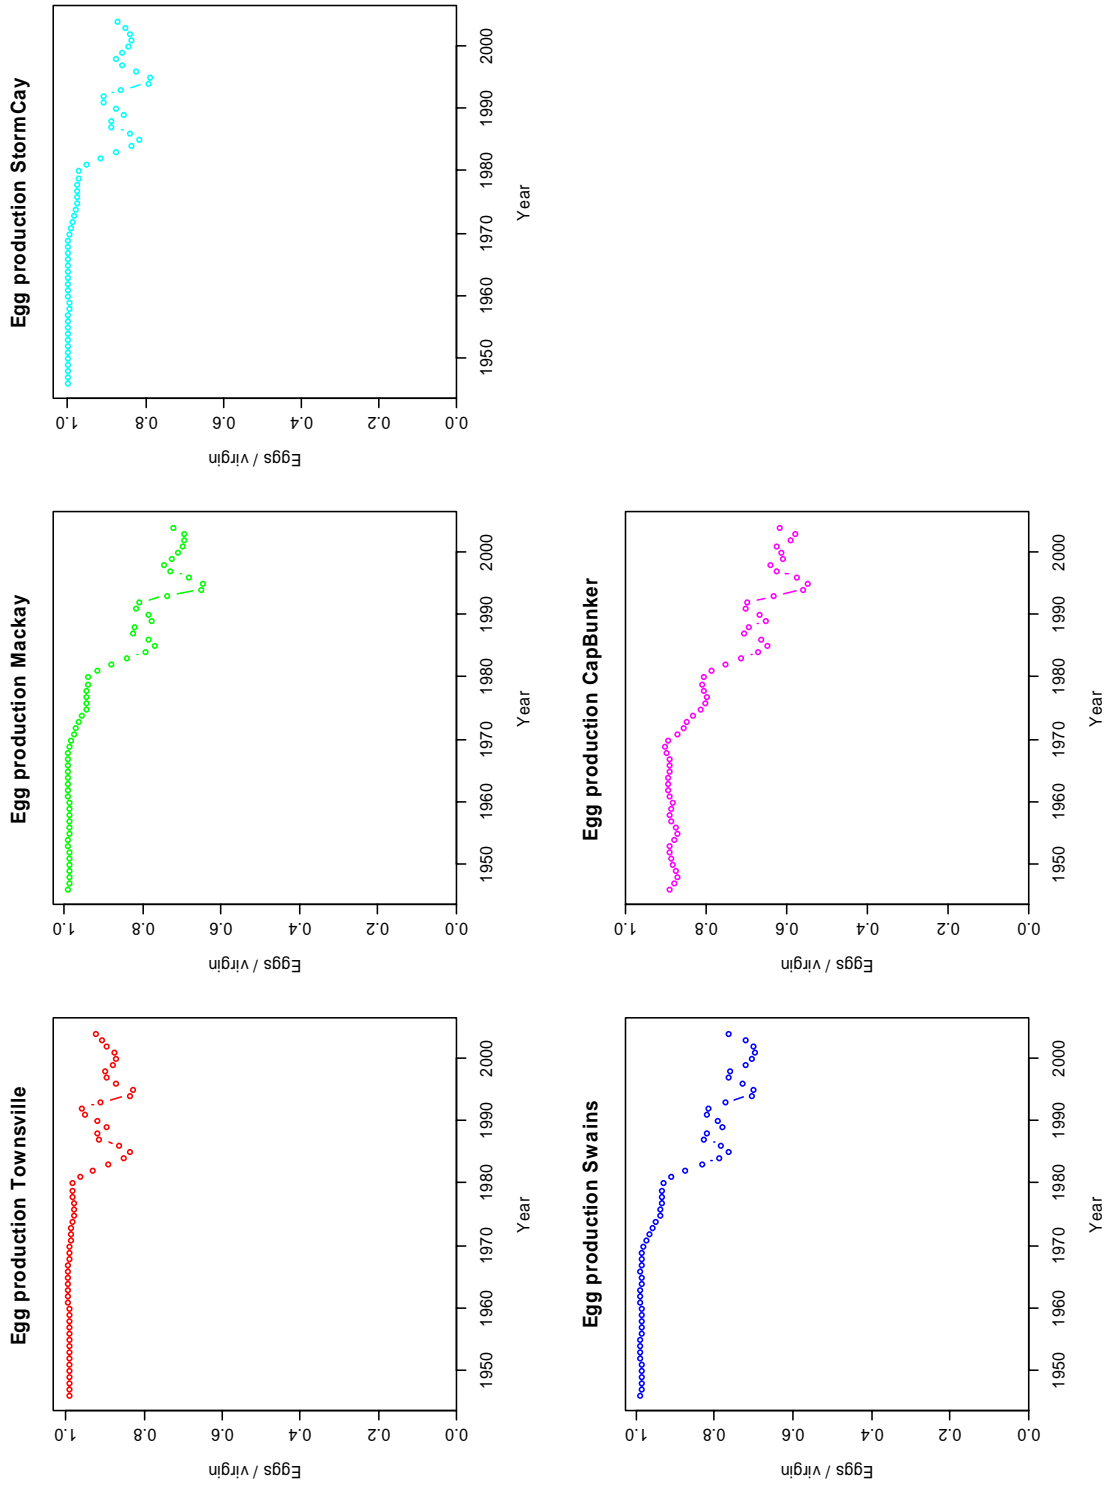 Egg production Townsville
Eggs / virgin
0.0 0.2 0.4 0.6 0.8 1.0
1950 1960 1970 1980 1990 2000
Year
Egg production Mackay
Eggs / virgin
0.0 0.2 0.4 0.6 0.8 1.0
1950 1960 1970 1980 1990 2000
Year
Egg production StormCay
Eggs / virgin
0.0 0.2 0.4 0.6 0.8 1.0
1950 1960 1970 1980 1990 2000
Year
Egg production Swains
Eggs / virgin
0.0 0.2 0.4 0.6 0.8 1.0
1950 1960 1970 1980 1990 2000
Year
Egg production CapBunker
Eggs / virgin
0.0 0.2 0.4 0.6 0.8 1.0
1950 1960 1970 1980 1990 2000
Year